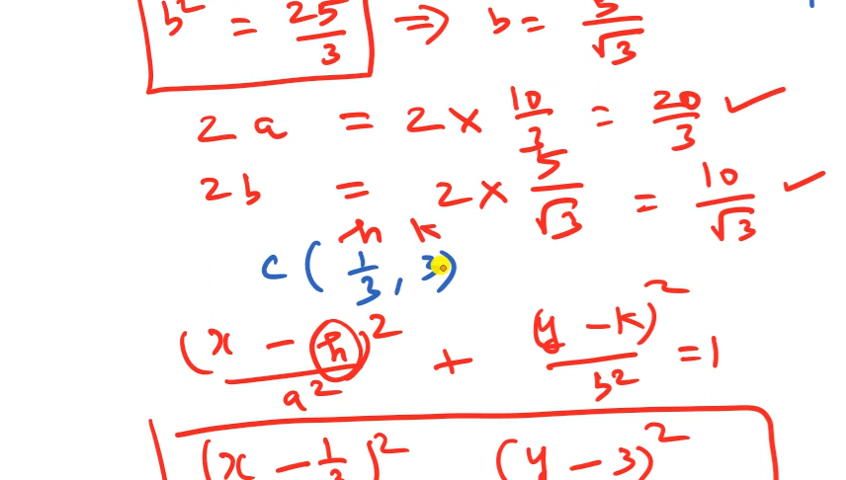 b² = 25/3 ⇒ b = 5/√3
2a = 2 × 10/3 = 20/3 ✓
2b = 2 × 5/√3 = 10/√3 ✓
h k
C (1/3, 3)
(x - h)²/a² + (y - k)²/b² = 1
(x - 1/3)² (y - 3)²